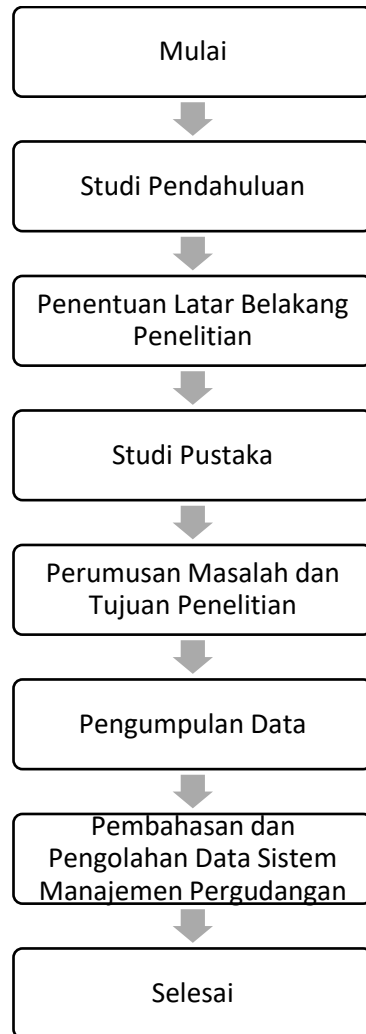 Mulai
Studi Pendahuluan
Penentuan Latar Belakang
Penelitian
Studi Pustaka
Perumusan Masalah dan
Tujuan Penelitian
Pengumpulan Data
Pembahasan dan
Pengolahan Data Sistem
Manajemen Pergudangan
Selesai